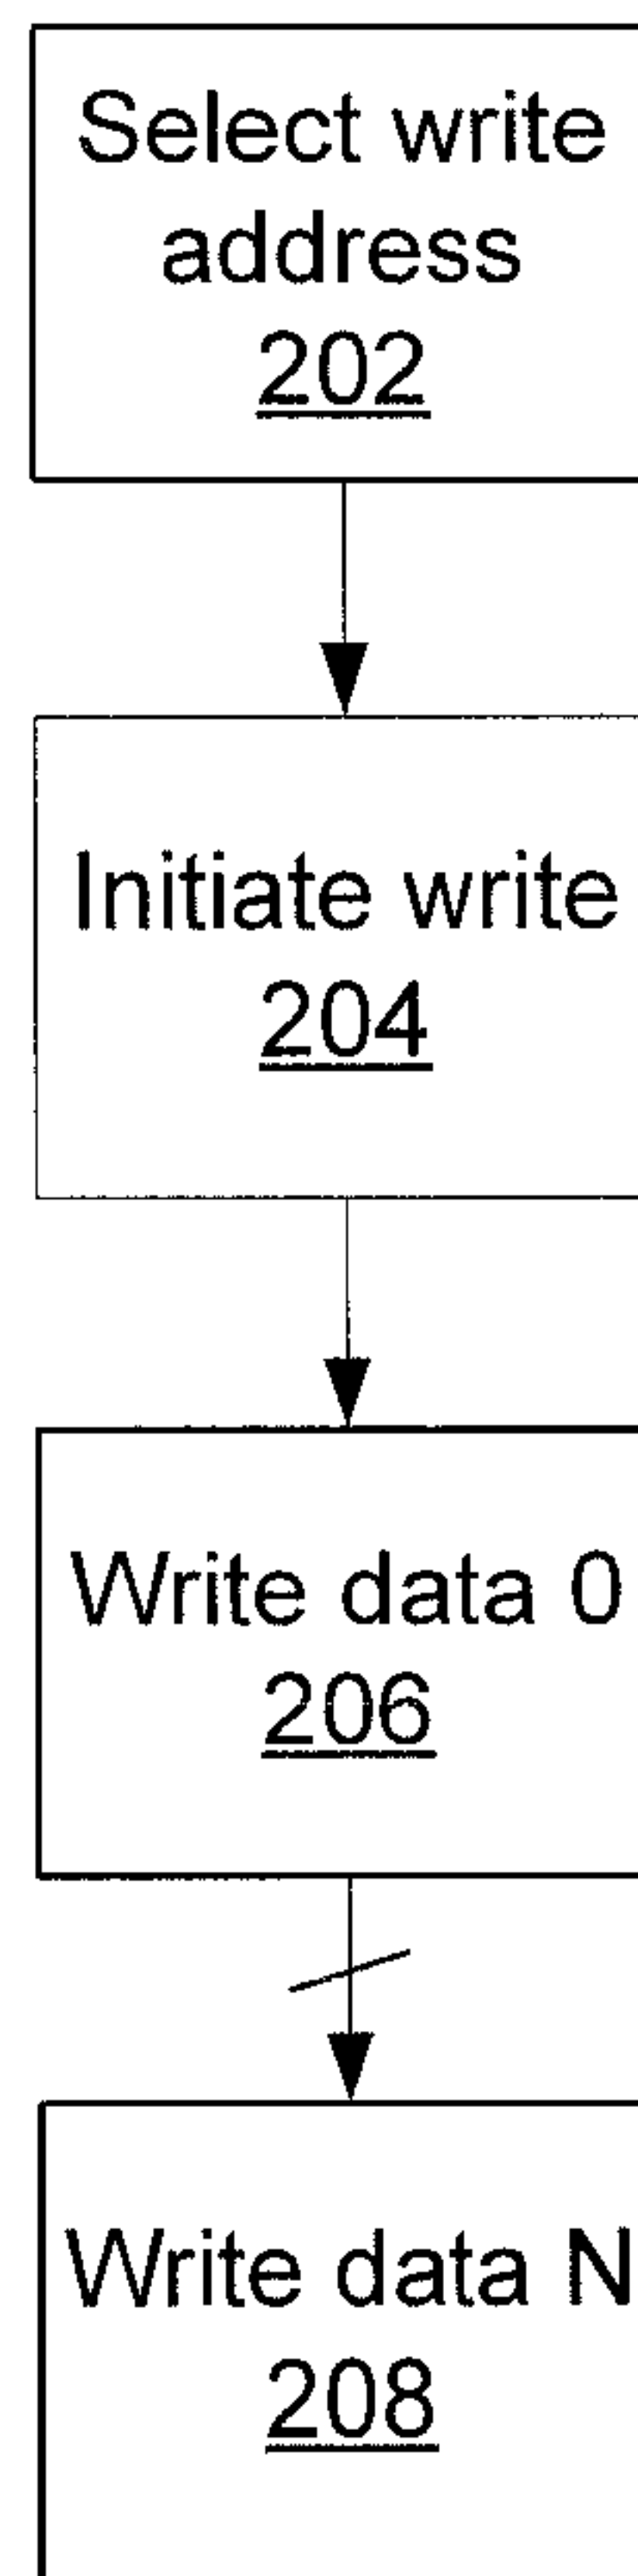 Select write
address
202
Initiate write
204
Write data 0
206
Write data N
208